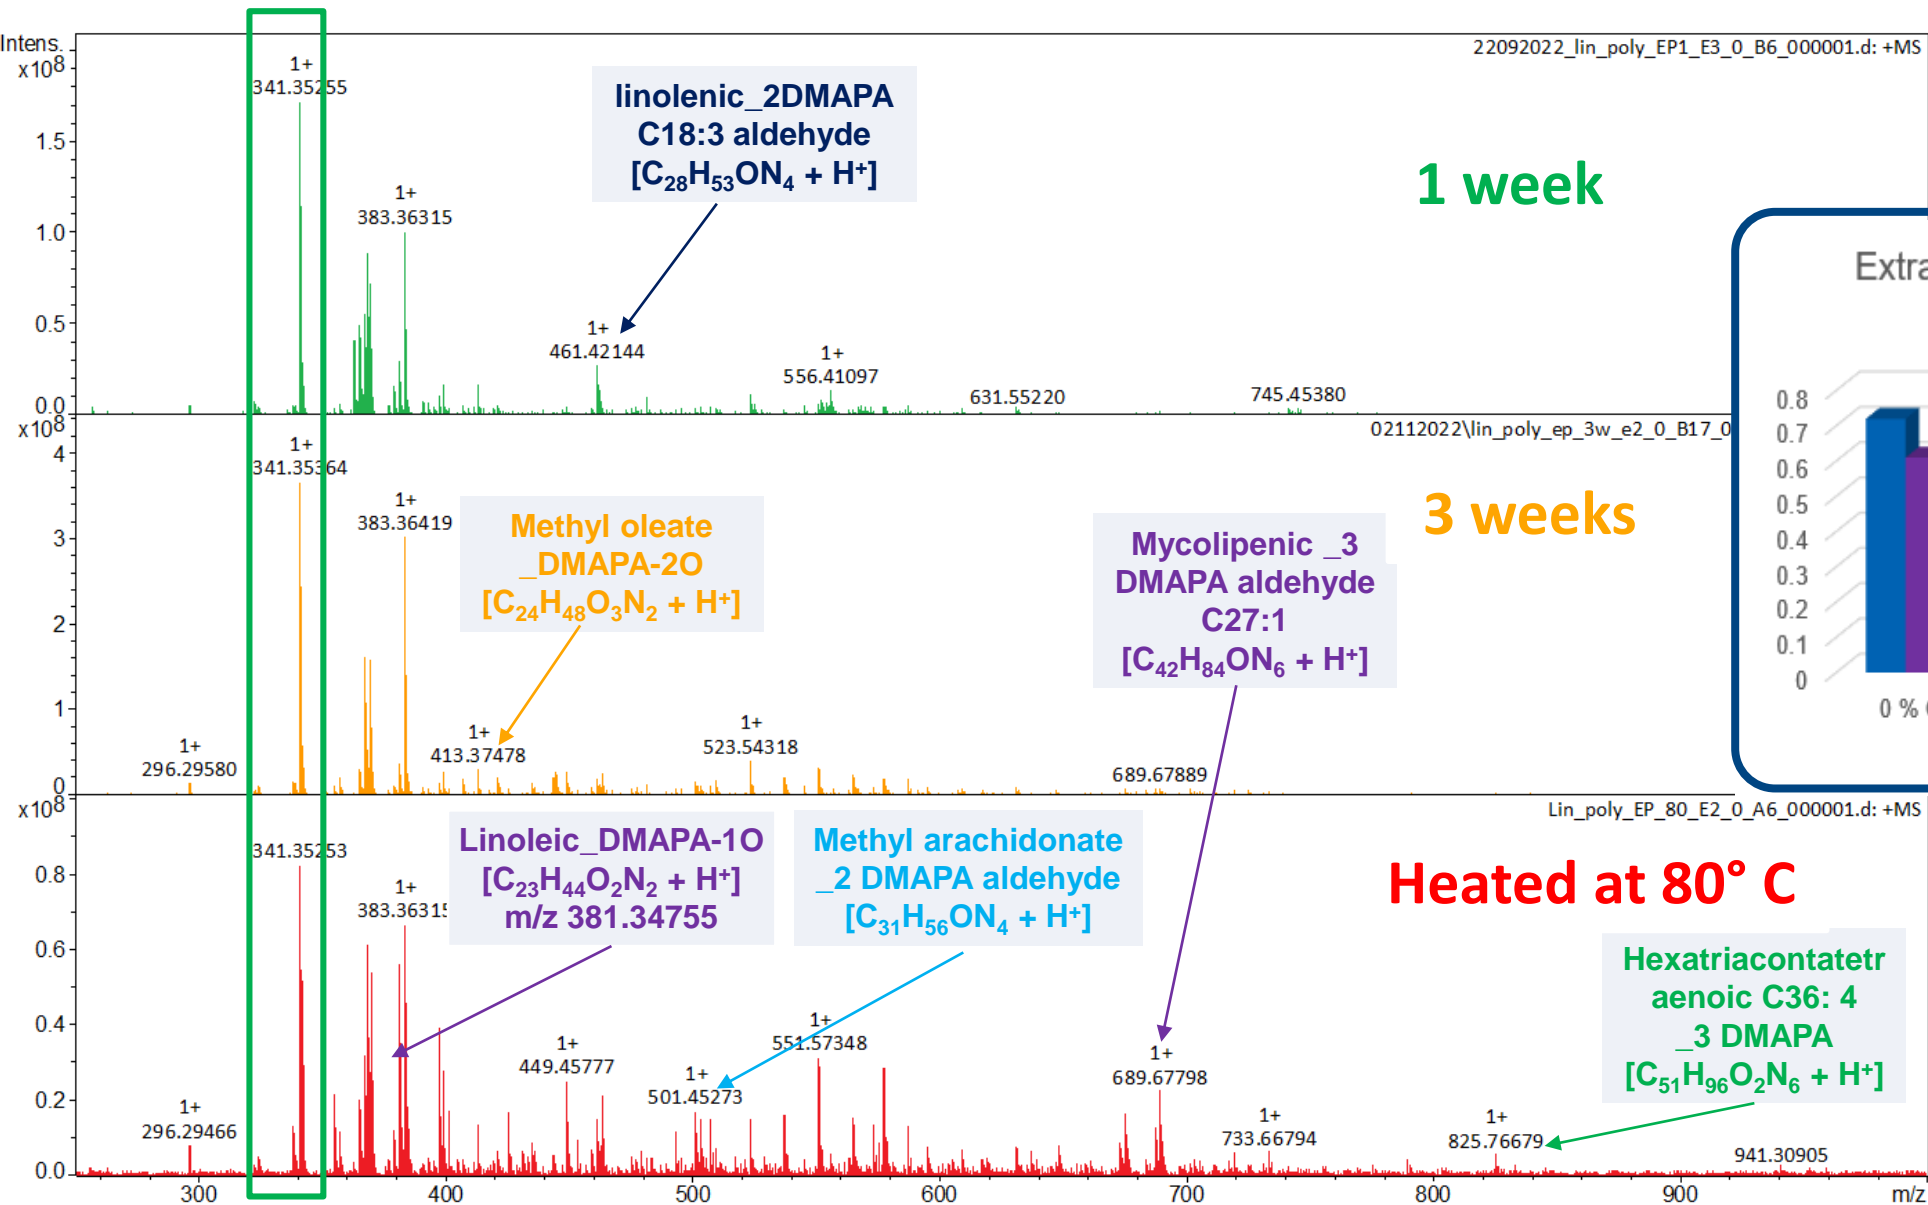 Intens.
x10⁸
22092022_lin_poly_EP1_E3_0_B6_000001.d: +MS
1+
341.35255
linolenic_2DMAPA
C18:3 aldehyde
[C₂₈H₅₃ON₄ + H⁺]
1 week
1.5
1.0
0.5
0.0
1+
383.36315
1+
461.42144
1+
556.41097
631.55220
745.45380
Extra
0.8
0.7
0.6
0.5
0.4
0.3
0.2
0.1
0
0 %
x10⁸
02112022\lin_poly_ep_3w_e2_0_B17_0
4
3
2
1
0
1+
341.35364
1+
383.36419
Methyl oleate
_DMAPA-2O
[C₂₄H₄₈O₃N₂ + H⁺]
3 weeks
Mycolipenic _3
DMAPA aldehyde
C27:1
[C₄₂H₈₄ON₆ + H⁺]
1+
296.29580
1+
413.37478
1+
523.54318
689.67889
x10⁸
Lin_poly_EP_80_E2_0_A6_000001.d: +MS
0.8
0.6
0.4
0.2
0.0
341.35253
1+
383.36315
Linoleic_DMAPA-1O
[C₂₃H₄₄O₂N₂ + H⁺]
m/z 381.34755
Methyl arachidonate
_2 DMAPA aldehyde
[C₃₁H₅₆ON₄ + H⁺]
Heated at 80° C
Hexatriacontatetr
aenoic C36: 4
_3 DMAPA
[C₅₁H₉₆O₂N₆ + H⁺]
1+
296.29466
1+
449.45777
1+
501.45273
1+
551.57348
1+
689.67798
1+
733.66794
1+
825.76679
941.30905
300
400
500
600
700
800
900
m/z